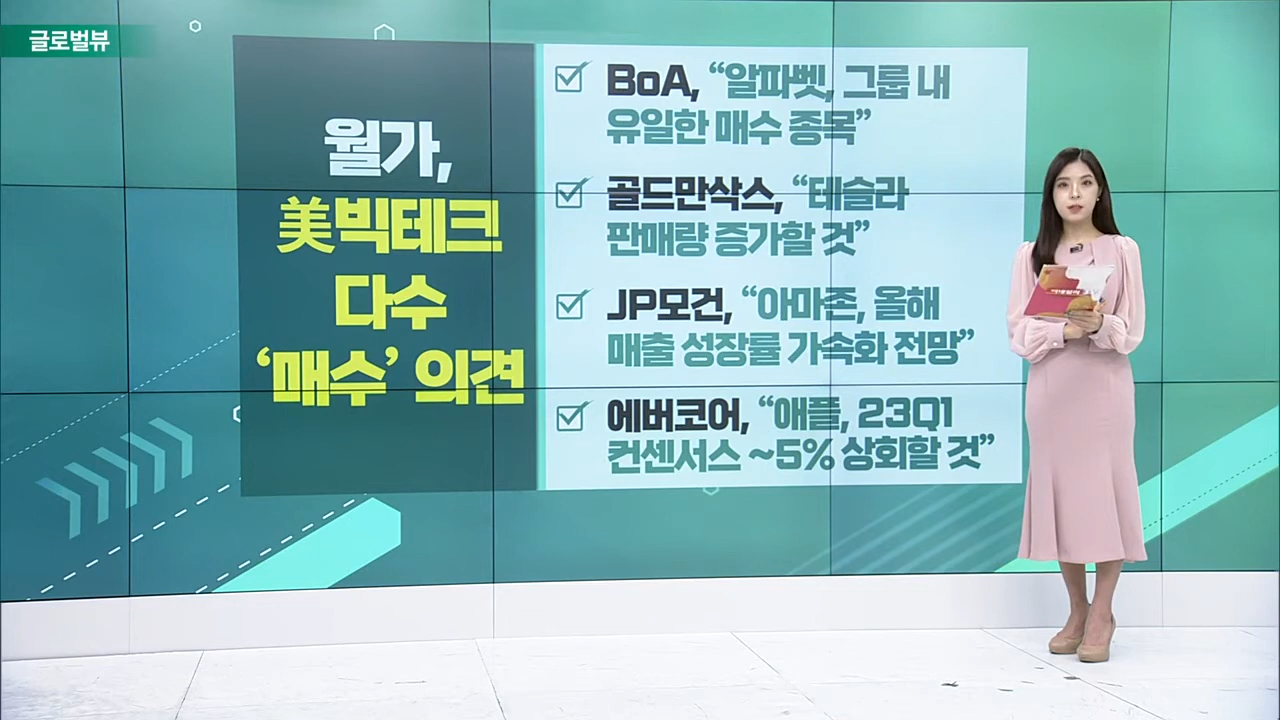 글로벌뷰
월가,
美빅테크
다수
‘매수’ 의견
BoA, “알파벳, 그룹 내
유일한 매수 종목”
골드만삭스, “테슬라
판매량 증가할 것”
JP모건, “아마존, 올해
매출 성장률 가속화 전망”
에버코어, “애플, 23Q1
컨센서스 ~5% 상회할 것”